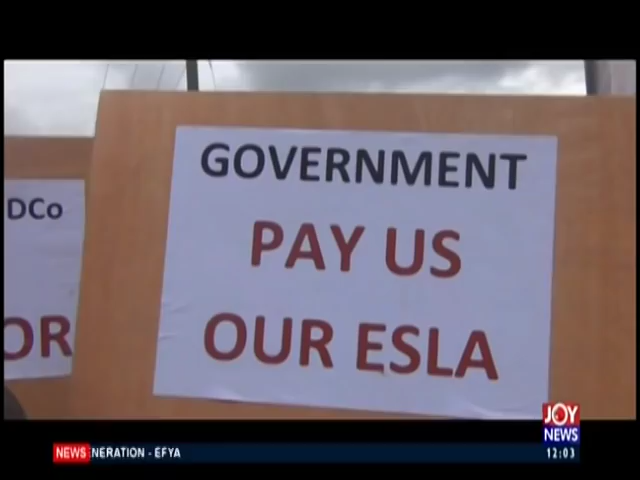 DCo
OR
GOVERNMENT
PAY US
OUR ESLA
JOY
NEWS
NEWS NERATION - EFYA
12:03